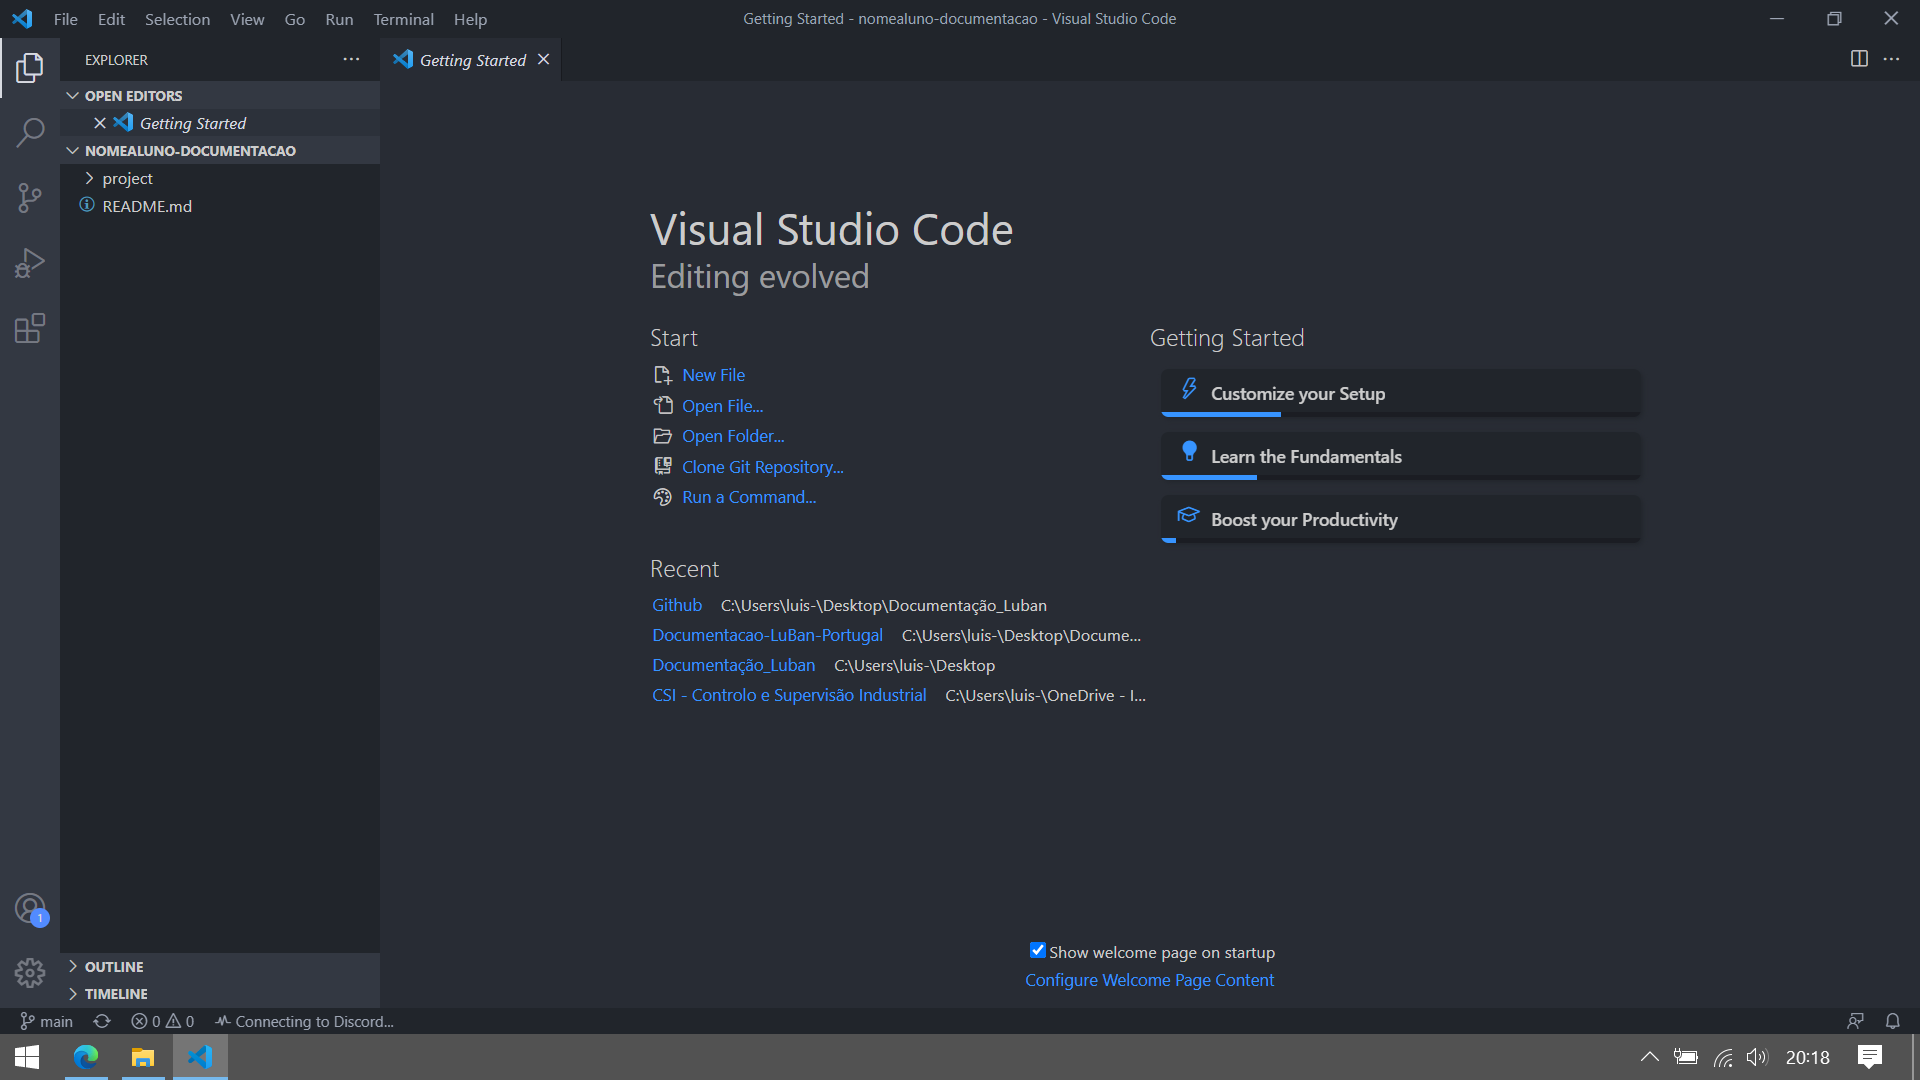 File Edit Selection View Go Run Terminal Help
Getting Started - nomealuno-documentacao - Visual Studio Code
EXPLORER
Getting Started
OPEN EDITORS
Getting Started
NOMEALUNO-DOCUMENTACAO
project
README.md
Visual Studio Code
Editing evolved
Start
New File
Open File...
Open Folder...
Clone Git Repository...
Run a Command...
Recent
Github C:\Users\luis-\Desktop\Documentação_Luban
Documentacao-LuBan-Portugal C:\Users\luis-\Desktop\Docume...
Documentação_Luban C:\Users\luis-\Desktop
CSI - Controlo e Supervisão Industrial C:\Users\luis-\OneDrive - I...
Getting Started
Customize your Setup
Learn the Fundamentals
Boost your Productivity
Show welcome page on startup
Configure Welcome Page Content
1
OUTLINE
TIMELINE
main 0 0 Connecting to Discord...
20:18